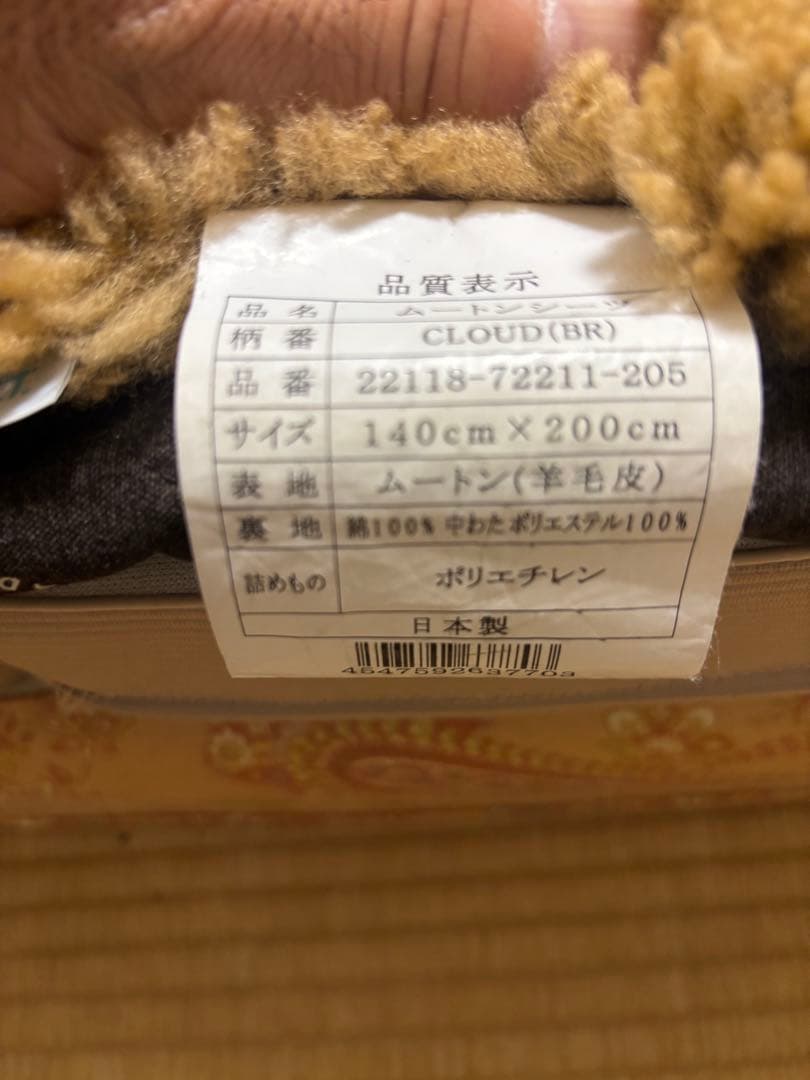 品質表示
品名 ムートンシーツ
柄番 CLOUD(BR)
品番 22118-72211-205
サイズ 140cm×200cm
表地 ムートン(羊毛皮)
裏地 綿100% 中わたポリエステル100%
詰めもの ポリエチレン
日本製
4547592637703